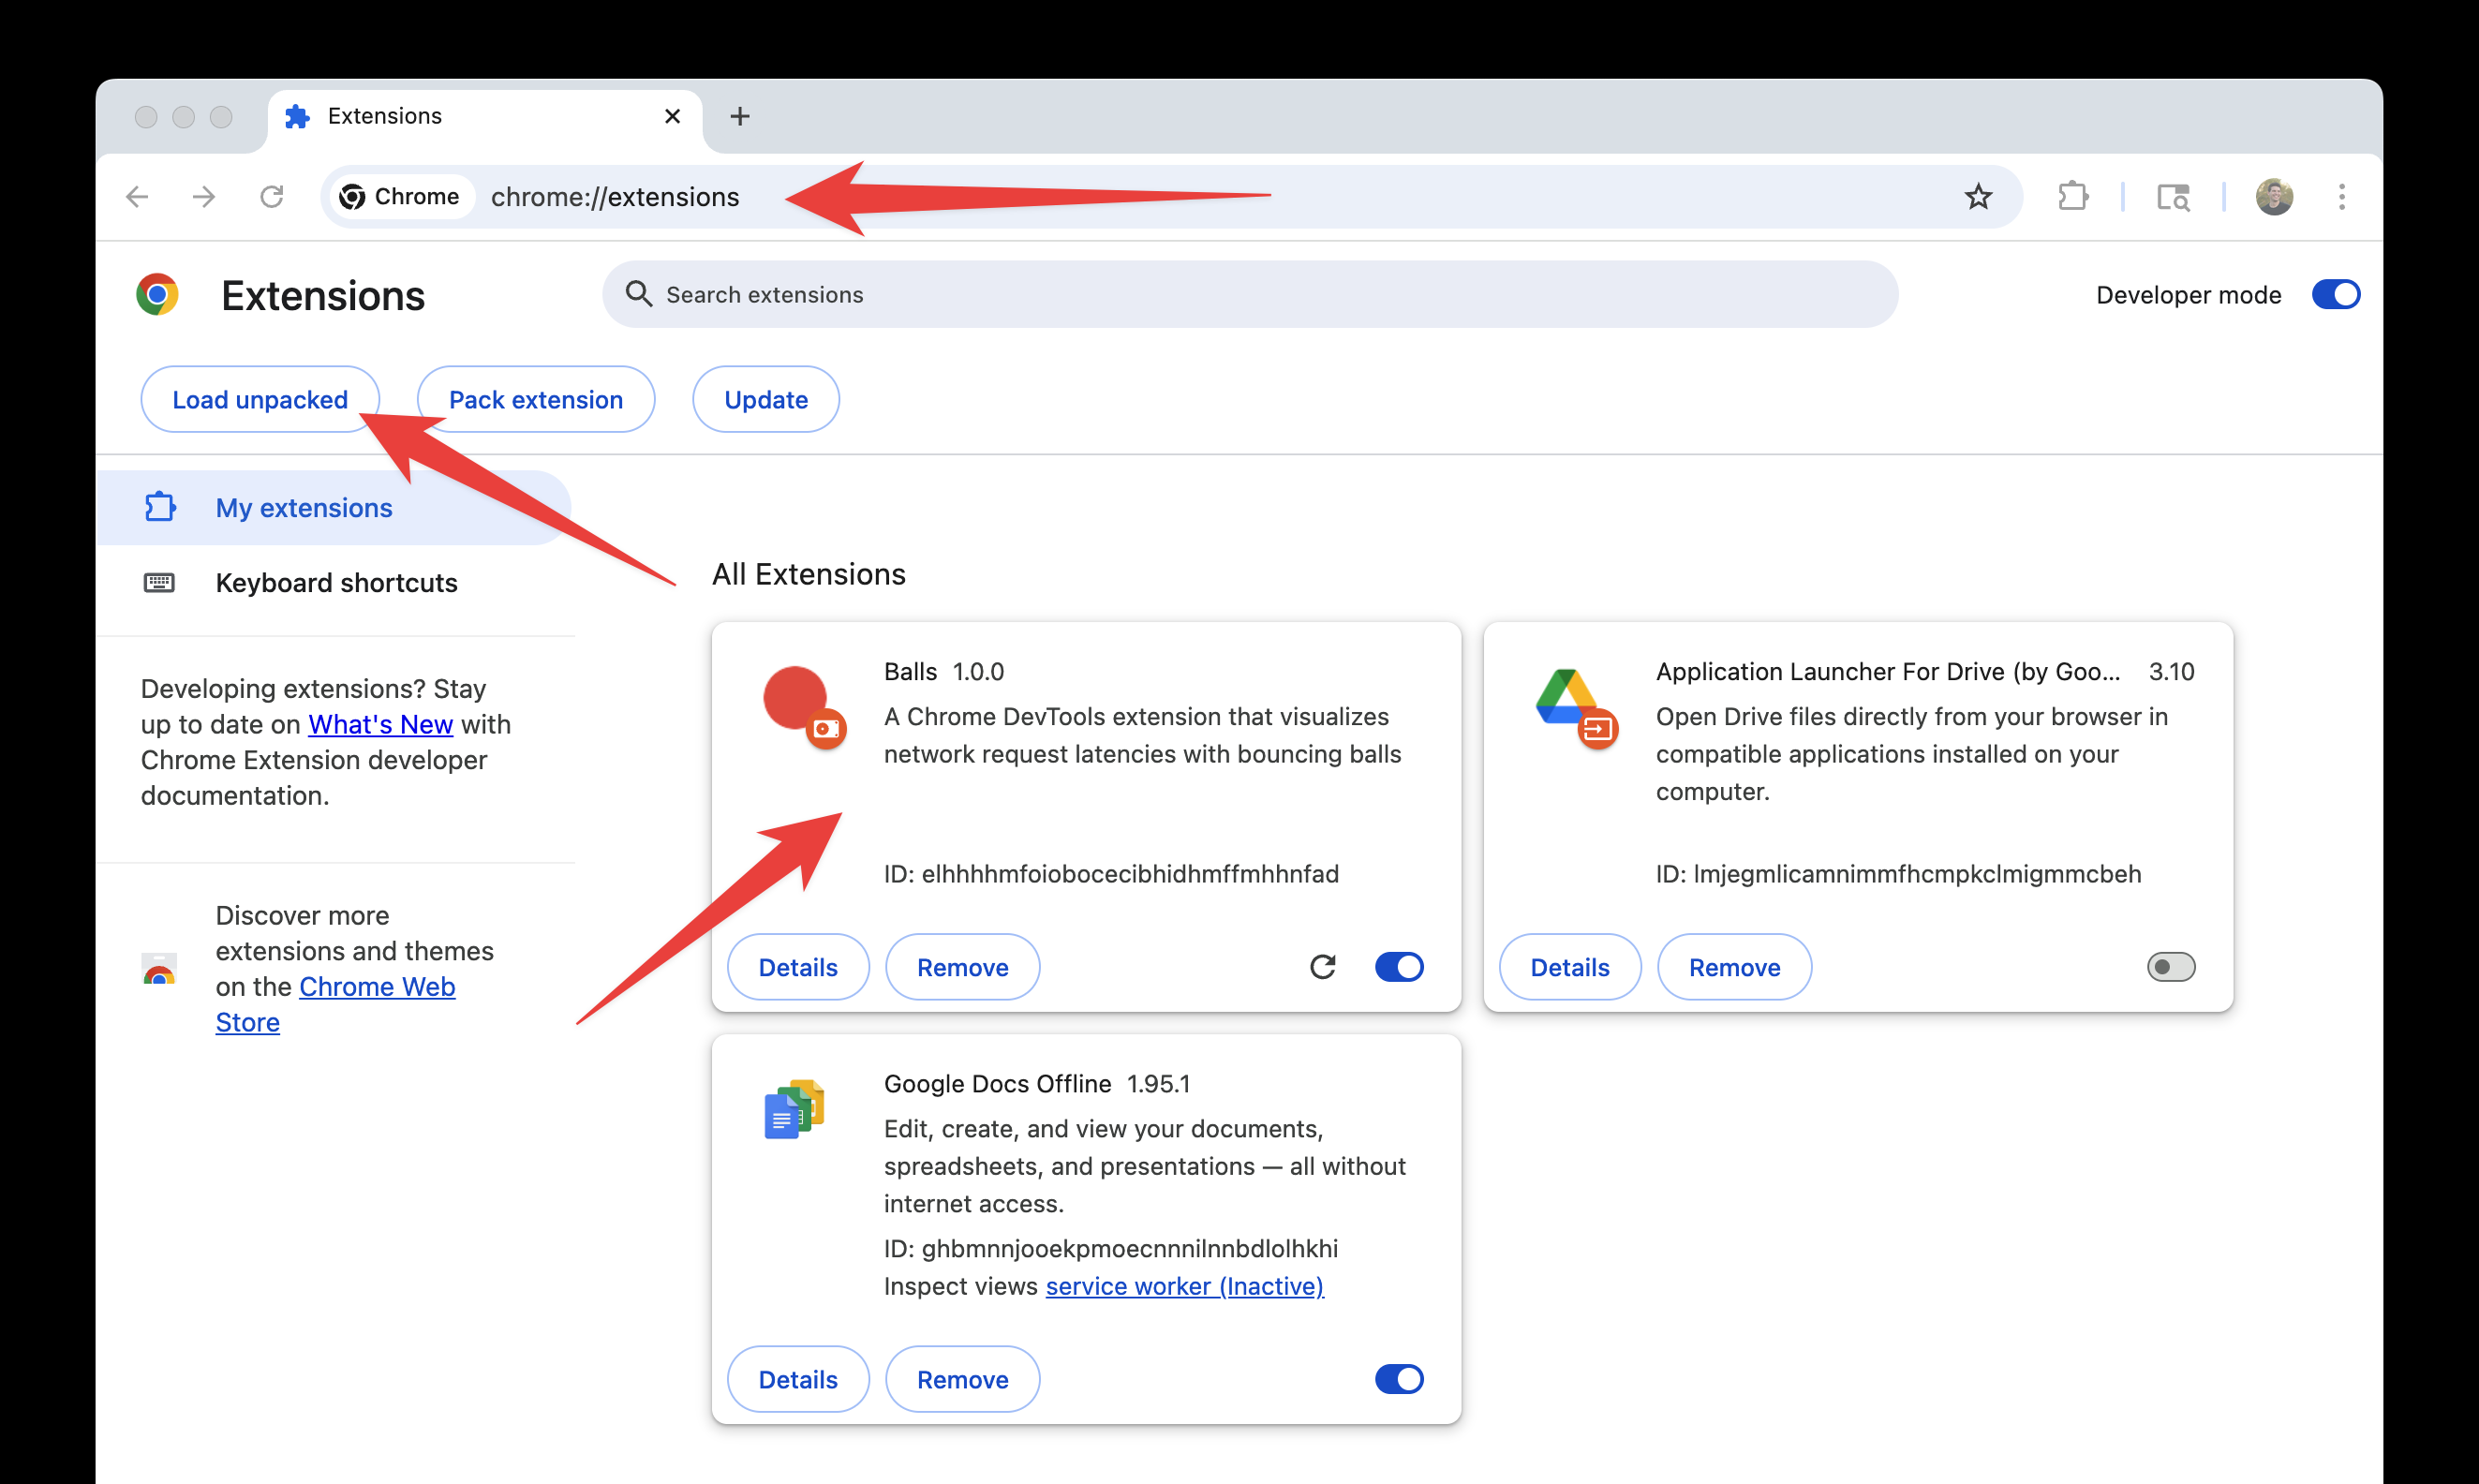 Extensions
Chrome
chrome://extensions
Extensions
Search extensions
Developer mode
Load unpacked
Pack extension
Update
My extensions
Keyboard shortcuts
Developing extensions? Stay
up to date on What's New with
Chrome Extension developer
documentation.
Discover more
extensions and themes
on the Chrome Web
Store
All Extensions
Balls 1.0.0
A Chrome DevTools extension that visualizes
network request latencies with bouncing balls
ID: elhhhhmfoiobocecibhidhmffmhhnfad
Details
Remove
Application Launcher For Drive (by Goo... 3.10
Open Drive files directly from your browser in
compatible applications installed on your
computer.
ID: lmjegmlicamnimmfhcmpkclmigmmcbeh
Details
Remove
Google Docs Offline 1.95.1
Edit, create, and view your documents,
spreadsheets, and presentations — all without
internet access.
ID: ghbmnnjooekpmoecnnnilnnbdlolhkhi
Inspect views service worker (Inactive)
Details
Remove